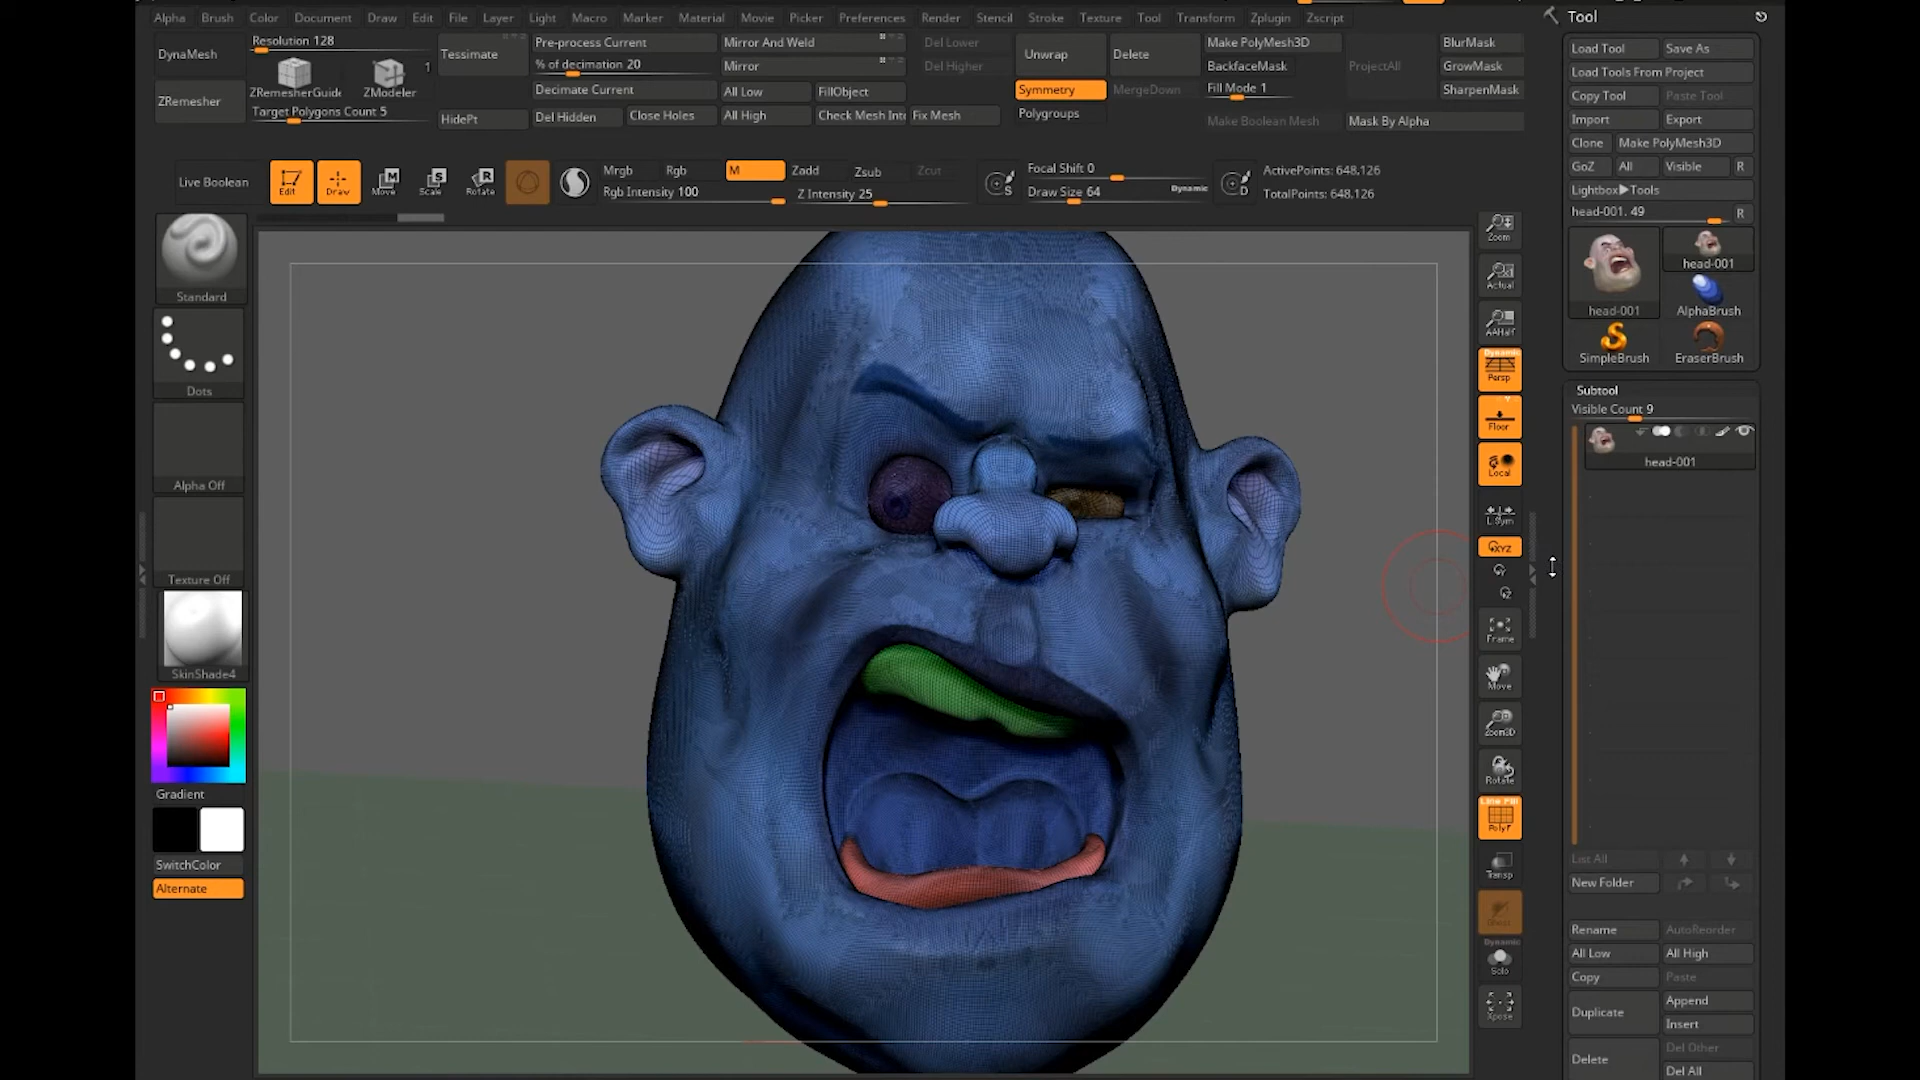 Alpha Brush Color Document Draw Edit File Layer Light Macro Marker Material Movie Picker Preferences Render Stencil Stroke Texture Tool Transform Zplugin Zscript
Tool
DynaMesh
Resolution 128
ZRemesherGuide
ZModeler
1
ZRemesher
Target Polygons Count 5
Tessimate
HidePt
Pre-process Current
% of decimation 20
Decimate Current
Del Hidden
Close Holes
Mirror And Weld
Mirror
All Low
FillObject
All High
Check Mesh Int
Fix Mesh
Del Lower
Del Higher
Unwrap
Symmetry
Polygroups
Delete
MergeDown
Make PolyMesh3D
BackfaceMask
Fill Mode 1
Make Boolean Mesh
ProjectAll
Mask By Alpha
BlurMask
GrowMask
SharpenMask
Live Boolean
Edit
Draw
Move
Scale
Rotate
Mrgb Rgb M Zadd Zsub Zcut
Rgb Intensity 100
Z Intensity 25
S
Focal Shift 0
Draw Size 64
Dynamic
D
ActivePoints: 648,126
TotalPoints: 648,126
Standard
Dots
Alpha Off
Texture Off
SkinShade4
Gradient
SwitchColor
Alternate
Zoom
Actual
AAHalf
Dynamic
Persp
Floor
Local
L.Sym
XYZ
Frame
Move
Zoom3D
Rotate
Line Fill
PolyF
Transp
Dynamic
Solo
Xpose
Load Tool Save As
Load Tools From Project
Copy Tool Paste Tool
Import Export
Clone Make PolyMesh3D
GoZ All Visible R
Lightbox▶Tools
head-001. 49 R
head-001
head-001
AlphaBrush
SimpleBrush
EraserBrush
Subtool
Visible Count 9
head-001
List All
New Folder
Rename AutoReorder
All Low All High
Copy Paste
Duplicate
Append
Insert
Delete
Del Other
Del All